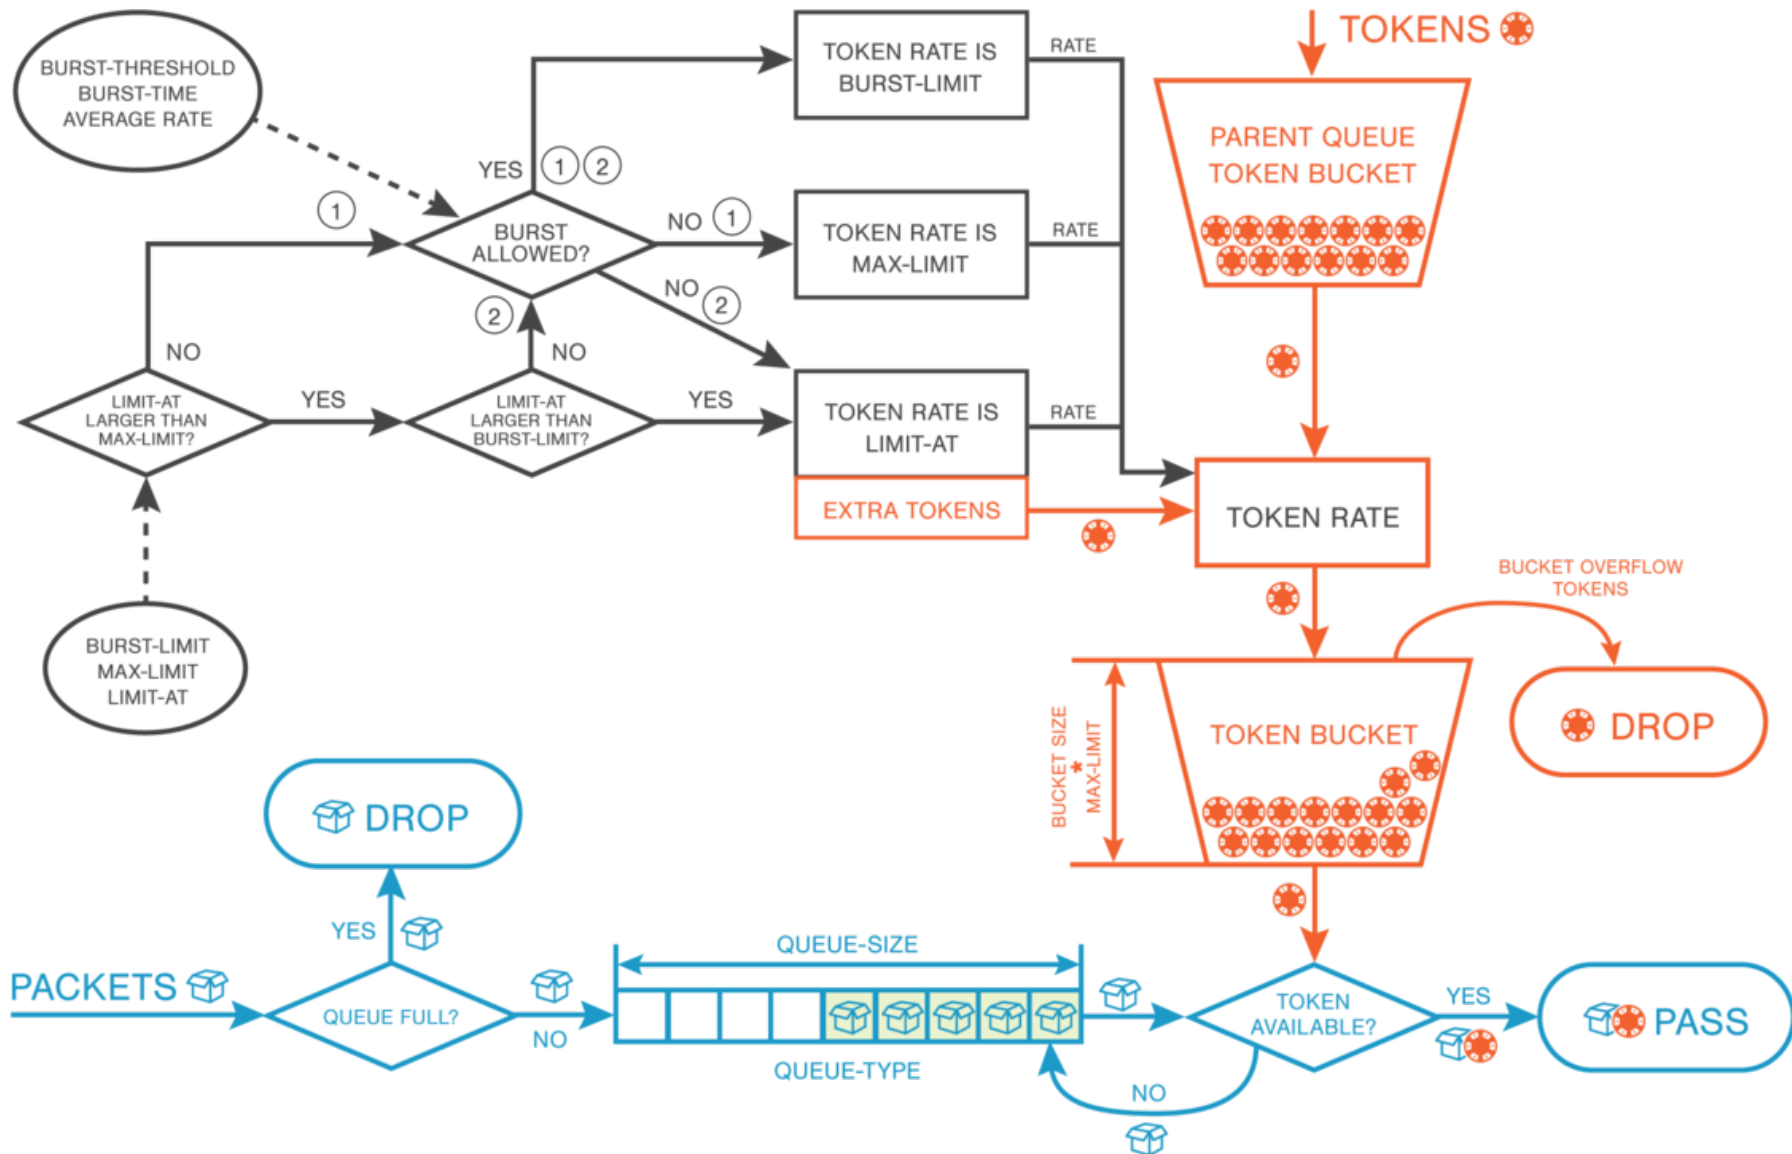 BURST-THRESHOLD
BURST-TIME
AVERAGE RATE
TOKEN RATE IS
BURST-LIMIT
RATE
TOKENS
PARENT QUEUE
TOKEN BUCKET
YES
1
2
1
BURST
ALLOWED?
NO
1
TOKEN RATE IS
MAX-LIMIT
RATE
NO
2
2
NO
NO
LIMIT-AT
LARGER THAN
MAX-LIMIT?
YES
LIMIT-AT
LARGER THAN
BURST-LIMIT?
YES
TOKEN RATE IS
LIMIT-AT
RATE
EXTRA TOKENS
TOKEN RATE
BUCKET OVERFLOW
TOKENS
BURST-LIMIT
MAX-LIMIT
LIMIT-AT
BUCKET SIZE
*
MAX-LIMIT
TOKEN BUCKET
DROP
DROP
YES
PACKETS
QUEUE FULL?
NO
QUEUE-SIZE
QUEUE-TYPE
TOKEN
AVAILABLE?
YES
PASS
NO